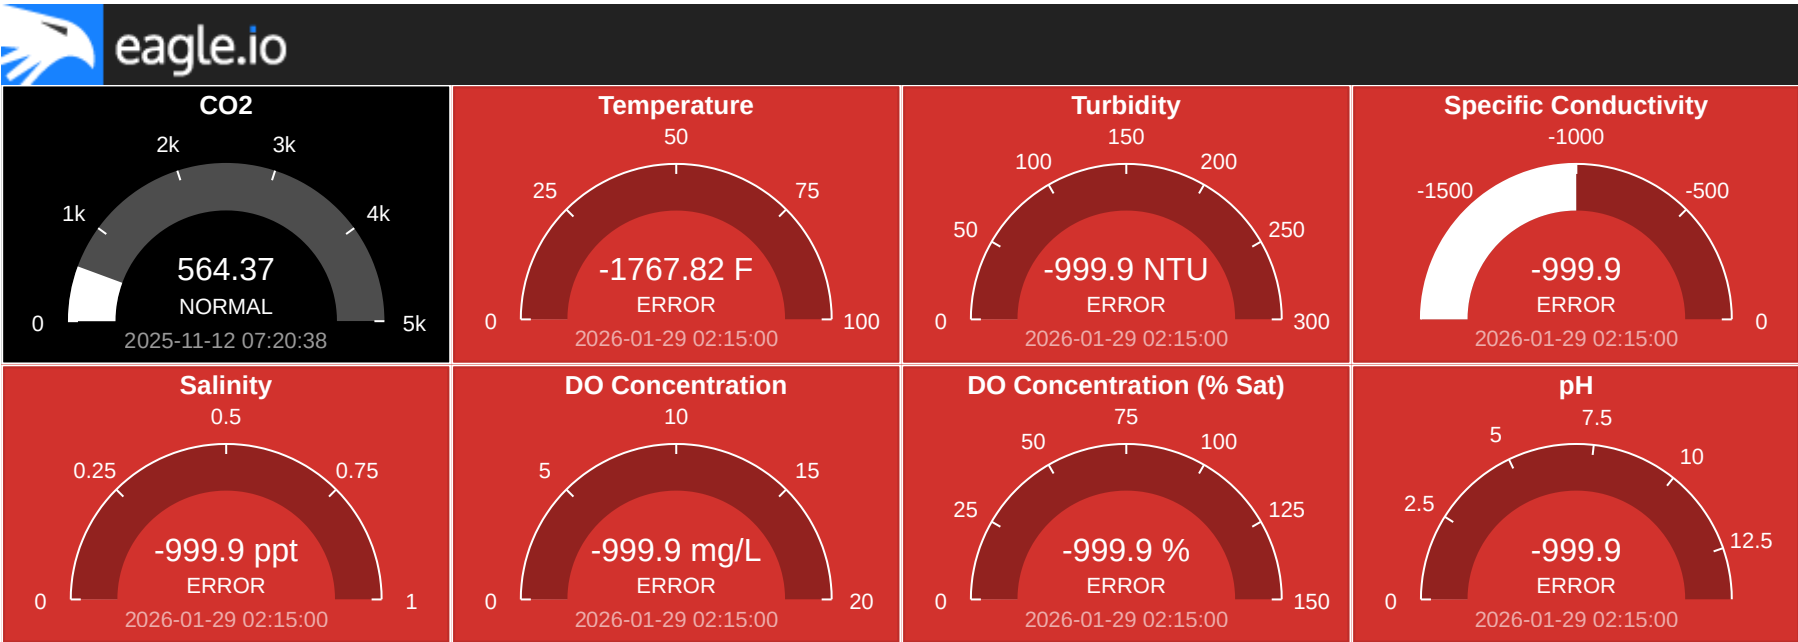 eagle.io
CO2
2k
3k
1k
4k
564.37
NORMAL
0
5k
2025-11-12 07:20:38
Temperature
50
25
75
-1767.82 F
ERROR
0
100
2026-01-29 02:15:00
Turbidity
150
100
200
50
250
-999.9 NTU
ERROR
0
300
2026-01-29 02:15:00
Specific Conductivity
-1000
-1500
-500
-999.9
ERROR
0
2026-01-29 02:15:00
Salinity
0.5
0.25
0.75
-999.9 ppt
ERROR
0
1
2026-01-29 02:15:00
DO Concentration
10
5
15
-999.9 mg/L
ERROR
0
20
2026-01-29 02:15:00
DO Concentration (% Sat)
75
50
100
25
125
-999.9 %
ERROR
0
150
2026-01-29 02:15:00
pH
7.5
5
10
2.5
12.5
-999.9
ERROR
0
2026-01-29 02:15:00